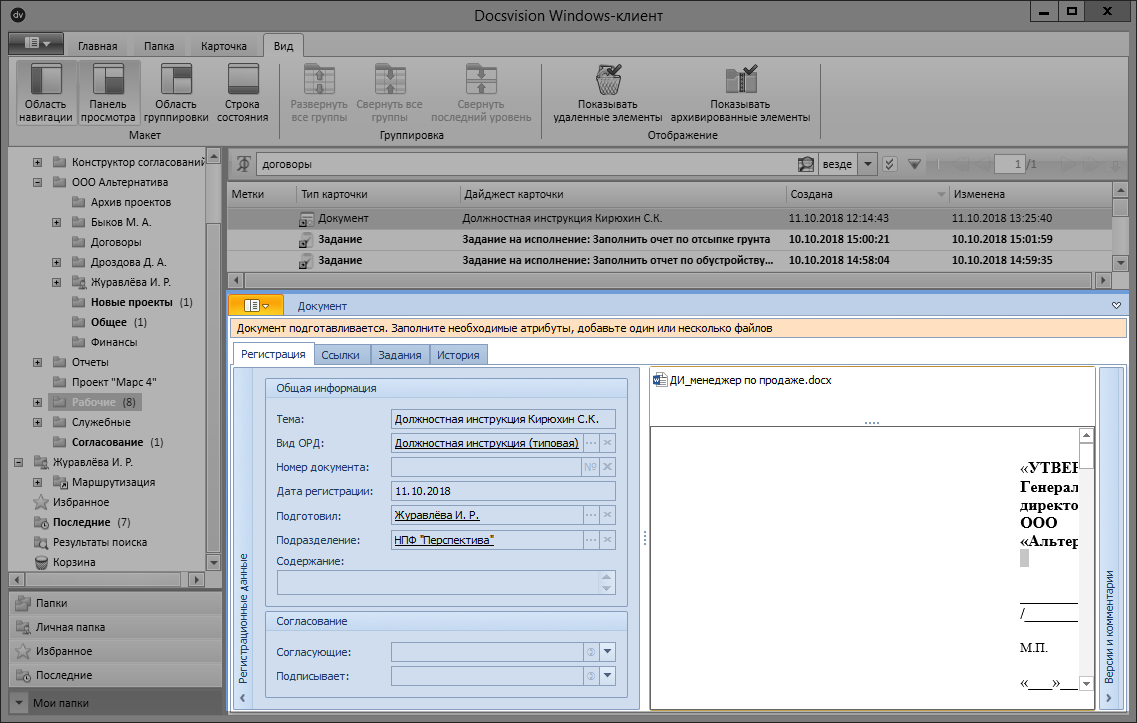 dv
Docsvision Windows-клиент
Главная Папка Карточка Вид
Область навигации
Панель просмотра
Область группировки
Строка состояния
Развернуть все группы
Свернуть все группы
Свернуть последний уровень
Показывать удаленные элементы
Показывать архивированные элементы
Макет Группировка Отображение
Конструктор согласований
ООО Альтернатива
Архив проектов
Быков М. А.
Договоры
Дроздова Д. А.
Журавлёва И. Р.
Новые проекты (1)
Общее (1)
Финансы
Отчеты
Проект "Марс 4"
Рабочие (8)
Служебные
Согласование (1)
Журавлёва И. Р.
Маршрутизация
Избранное
Последние (7)
Результаты поиска
Корзина
Папки
Личная папка
Избранное
Последние
Мои папки
договоры везде 1 /1
Метки Тип карточки Дайджест карточки Создана Изменена
Документ Должностная инструкция Кирюхин С.К. 11.10.2018 12:14:43 11.10.2018 13:25:40
Задание Задание на исполнение: Заполнить очет по отсыпке грунта 10.10.2018 15:00:21 10.10.2018 15:01:59
Задание Задание на исполнение: Заполнить отчет по обустройству... 10.10.2018 14:58:04 10.10.2018 14:59:35
Документ
Документ подготавливается. Заполните необходимые атрибуты, добавьте один или несколько файлов
Регистрация Ссылки Задания История
Регистрационные данные
Общая информация
Тема: Должностная инструкция Кирюхин С.К.
Вид ОРД: Должностная инструкция (типовая)
Номер документа: №
Дата регистрации: 11.10.2018
Подготовил: Журавлёва И. Р.
Подразделение: НПФ "Перспектива"
Содержание:
Согласование
Согласующие:
Подписывает:
ДИ_менеджер по продаже.docx
«УТВЕР
Генерал
директо
ООО
«Альтер
/
М.П.
«___»__
Версии и комментарии